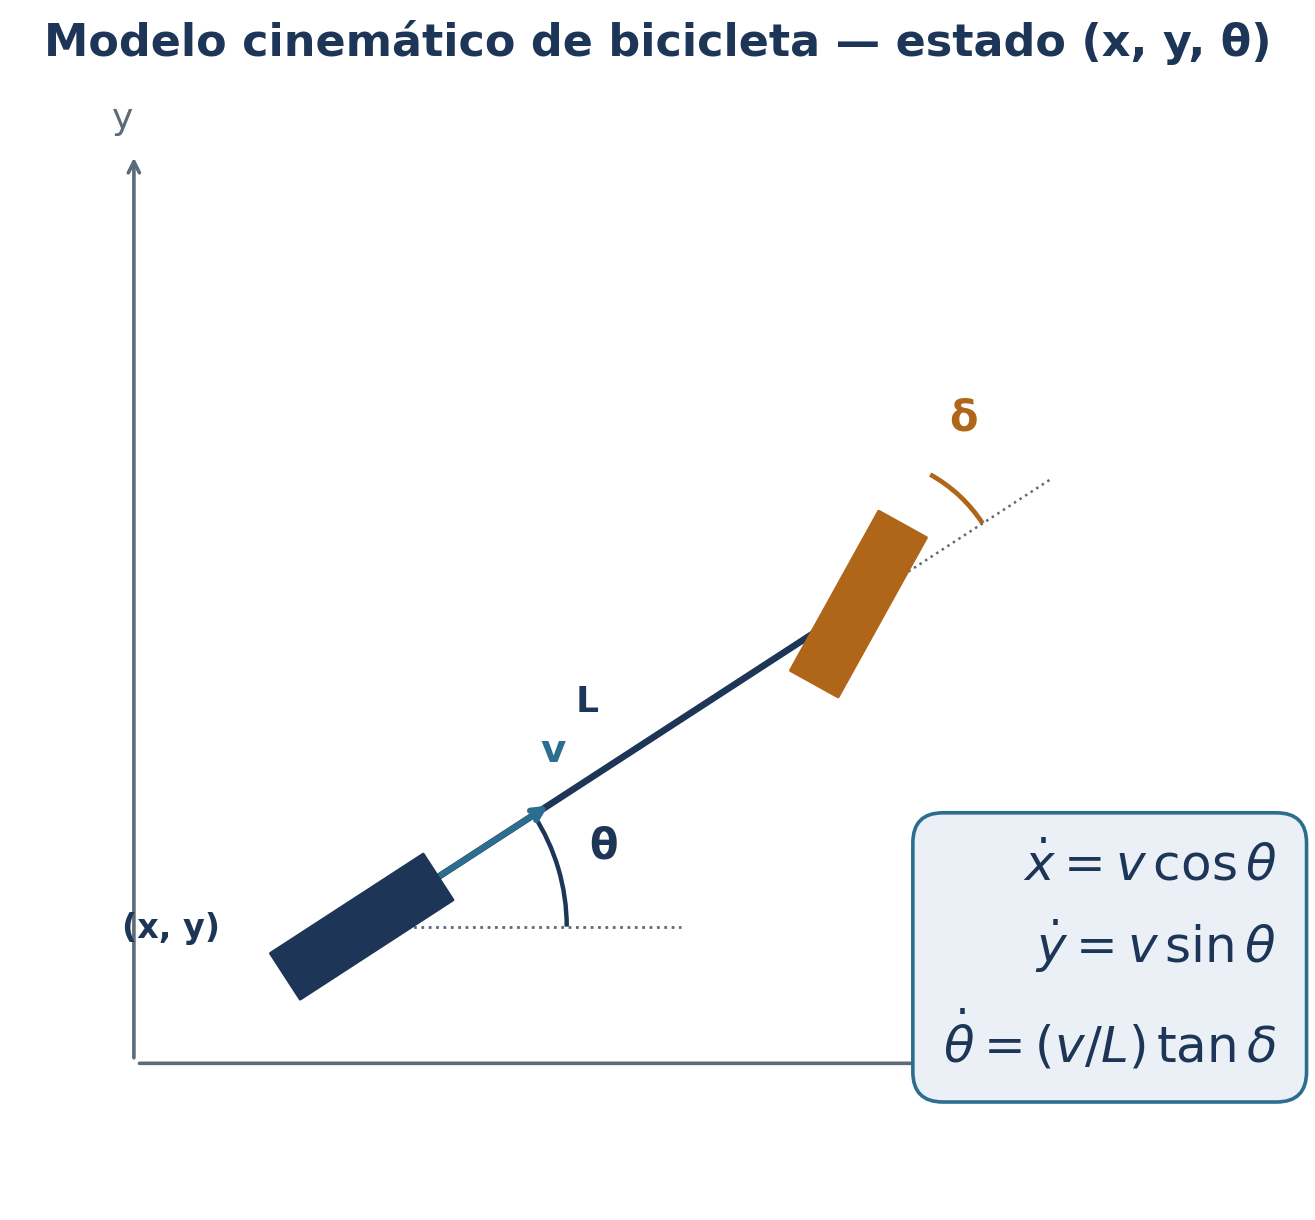 Modelo cinemático de bicicleta — estado (x, y, θ)
y
δ
L
v
θ
(x, y)
ẋ = v cos θ
ẏ = v sin θ
θ̇ = (v/L) tan δ